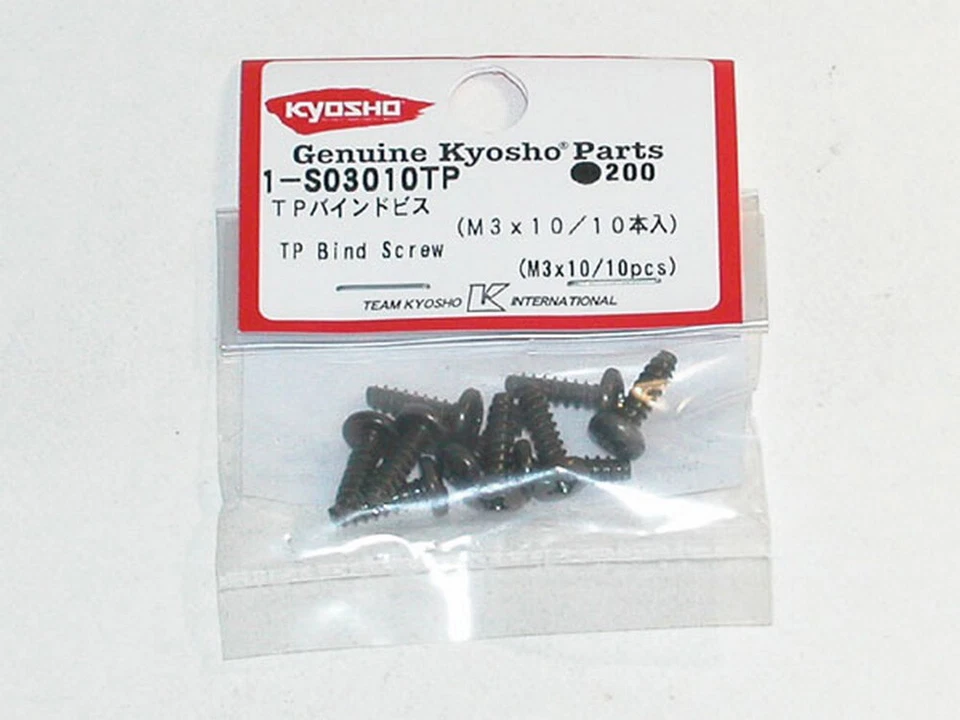 KYOSHO
Genuine Kyosho® Parts
1-S03010TP ●200
TPバインドビス
(M3x10/10本入)
TP Bind Screw
(M3x10/10pcs)
TEAM KYOSHO K INTERNATIONAL